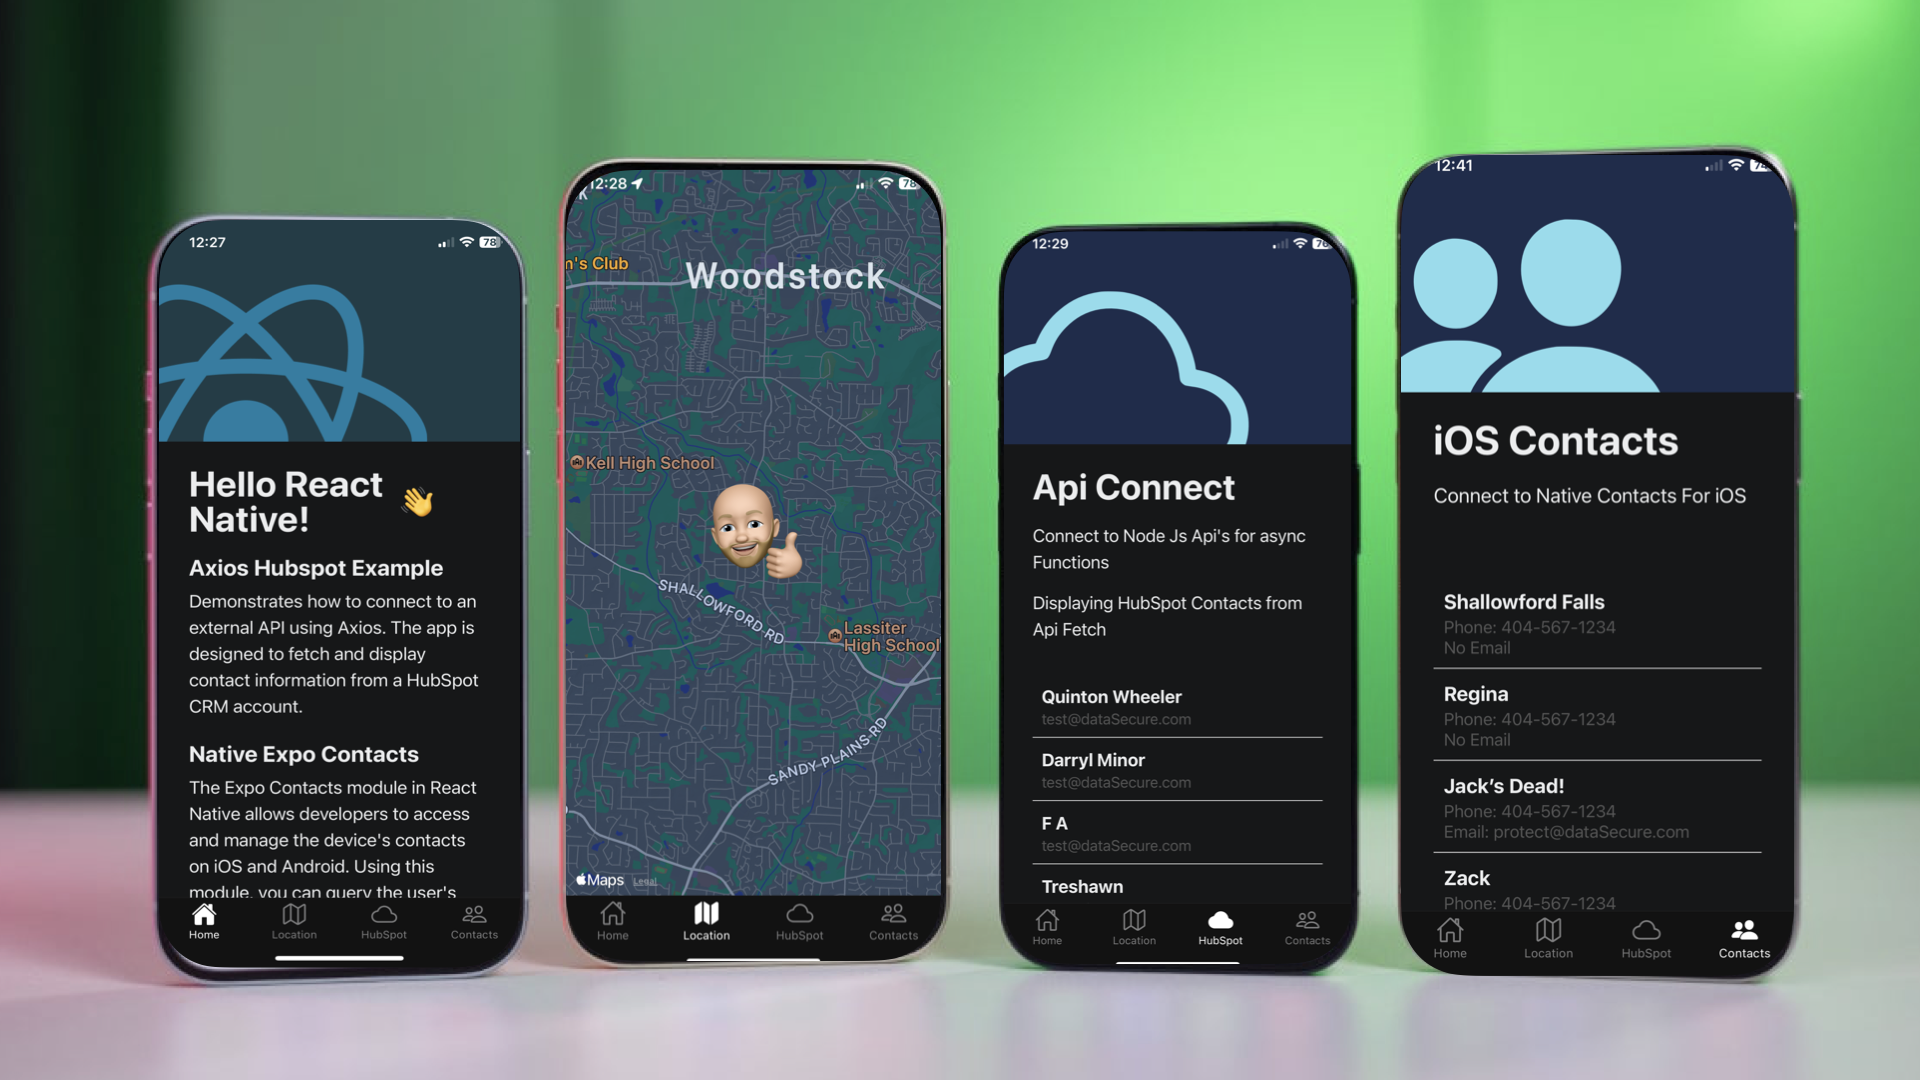 12:27
78
Hello React
Native!
Axios Hubspot Example
Demonstrates how to connect to an
external API using Axios. The app is
designed to fetch and display
contact information from a HubSpot
CRM account.
Native Expo Contacts
The Expo Contacts module in React
Native allows developers to access
and manage the device's contacts
on iOS and Android. Using this
module, you can query the user's
Home
Location
HubSpot
Contacts
12:28
78
n's Club
Woodstock
Kell High School
SHALLOWFORD RD
Lassiter
High School
SANDY PLAINS RD
Maps
Legal
Home
Location
HubSpot
Contacts
12:29
Api Connect
Connect to Node Js Api's for async
Functions
Displaying HubSpot Contacts from
Api Fetch
Quinton Wheeler
test@dataSecure.com
Darryl Minor
test@dataSecure.com
F A
test@dataSecure.com
Treshawn
Home
Location
HubSpot
Contacts
12:41
iOS Contacts
Connect to Native Contacts For iOS
Shallowford Falls
Phone: 404-567-1234
No Email
Regina
Phone: 404-567-1234
No Email
Jack’s Dead!
Phone: 404-567-1234
Email: protect@dataSecure.com
Zack
Phone: 404-567-1234
Home
Location
HubSpot
Contacts